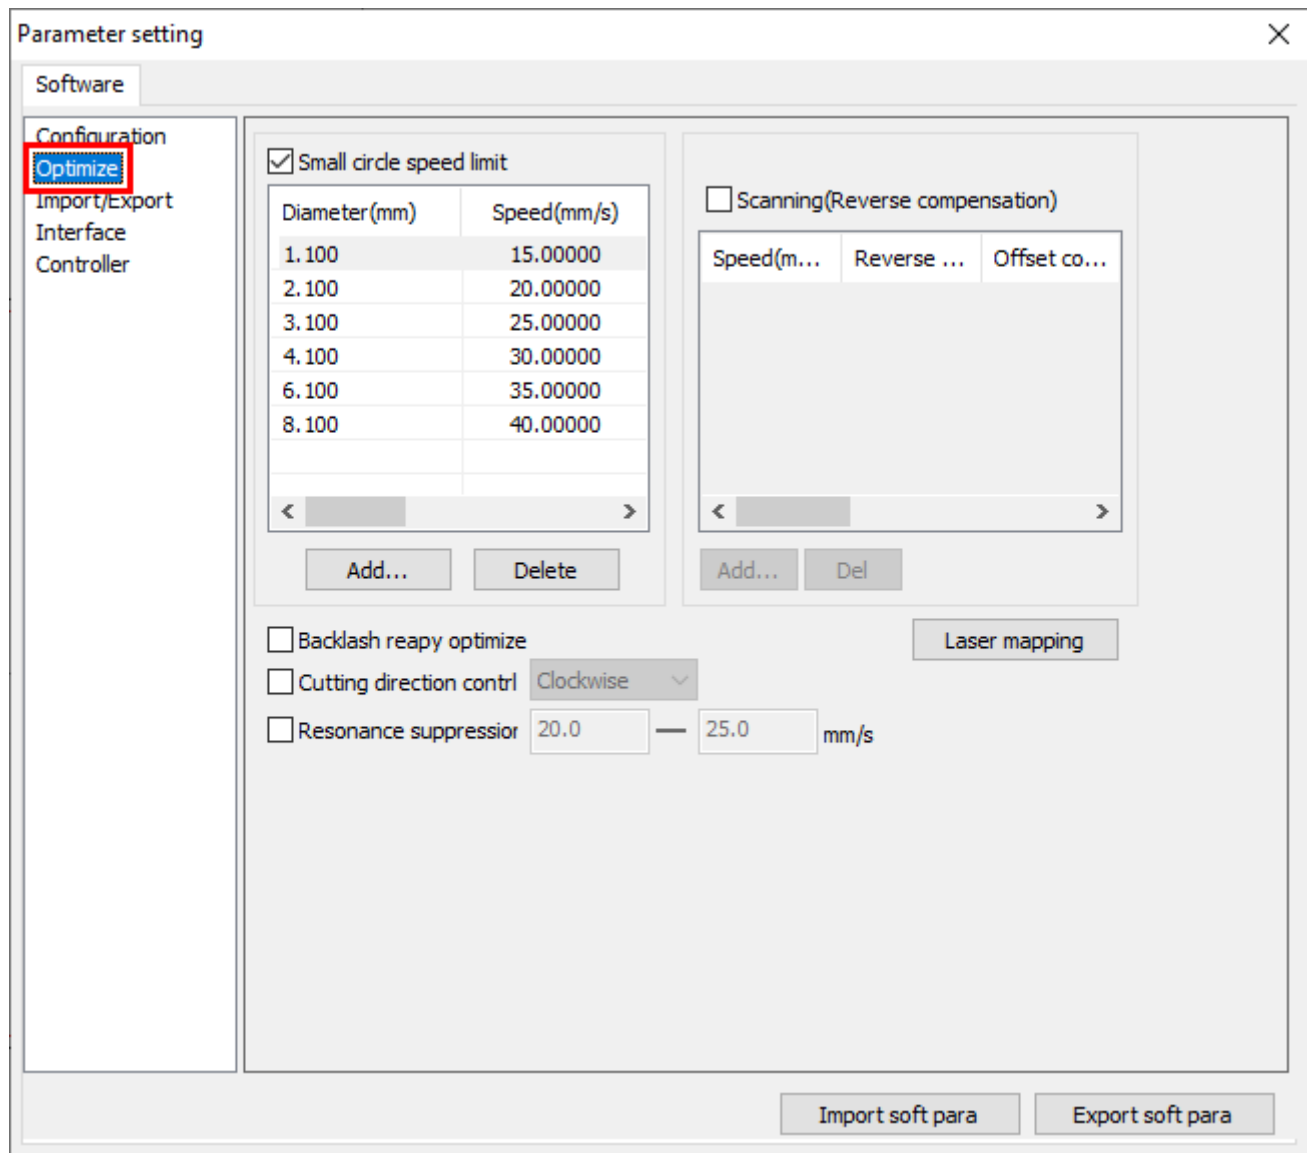 Parameter setting
Software
Configuration
Optimize
Import/Export
Interface
Controller
Small circle speed limit
Diameter(mm) Speed(mm/s)
1.100 15.00000
2.100 20.00000
3.100 25.00000
4.100 30.00000
6.100 35.00000
8.100 40.00000
Add... Delete
Scanning(Reverse compensation)
Speed(m... Reverse ... Offset co...
Add... Del
Backlash reapy optimize
Laser mapping
Cutting direction contrl Clockwise
Resonance suppression 20.0 — 25.0 mm/s
Import soft para Export soft para